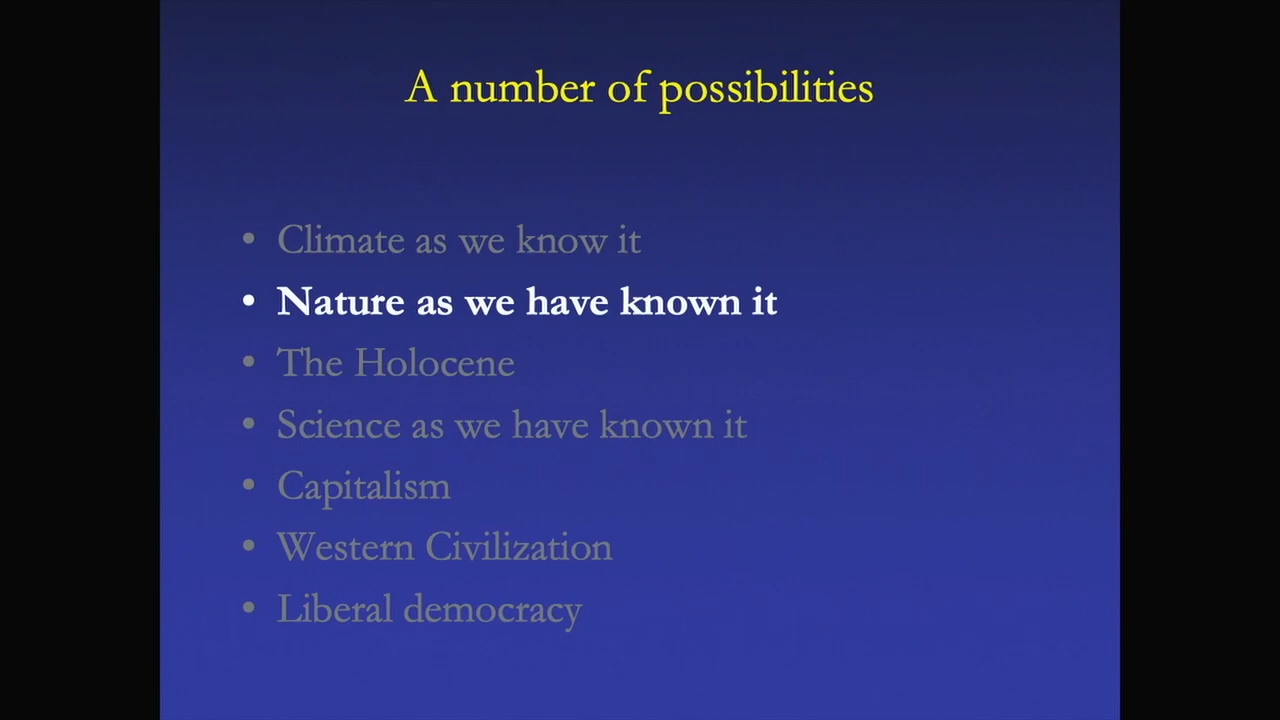 A number of possibilities
• Climate as we know it
• Nature as we have known it
• The Holocene
• Science as we have known it
• Capitalism
• Western Civilization
• Liberal democracy